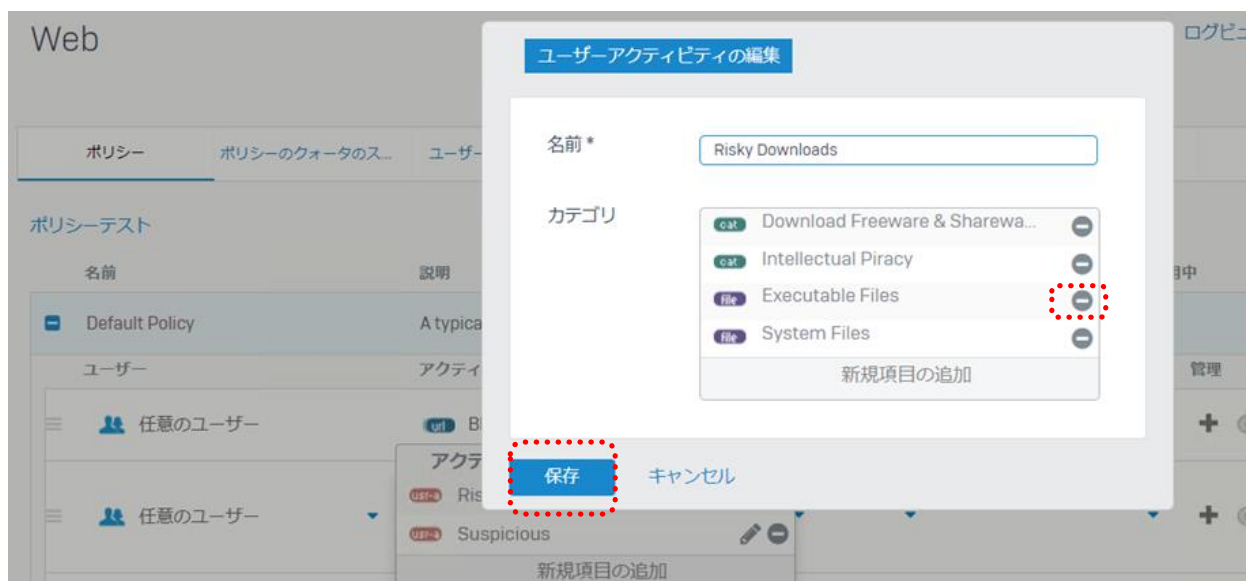 Web
ログビ
ユーザーアクティビティの編集
ポリシー
ポリシーのクォータのス...
ユーザー
名前 *
Risky Downloads
カテゴリ
cat Download Freeware & Sharewa...
cat Intellectual Piracy
file Executable Files
file System Files
新規項目の追加
保存
キャンセル
ポリシーテスト
名前
説明
中
Default Policy
A typica
ユーザー
アクティ
管理
任意のユーザー
url
アクテ
任意のユーザー
usr-a Ris
usr-a Suspicious
新規項目の追加